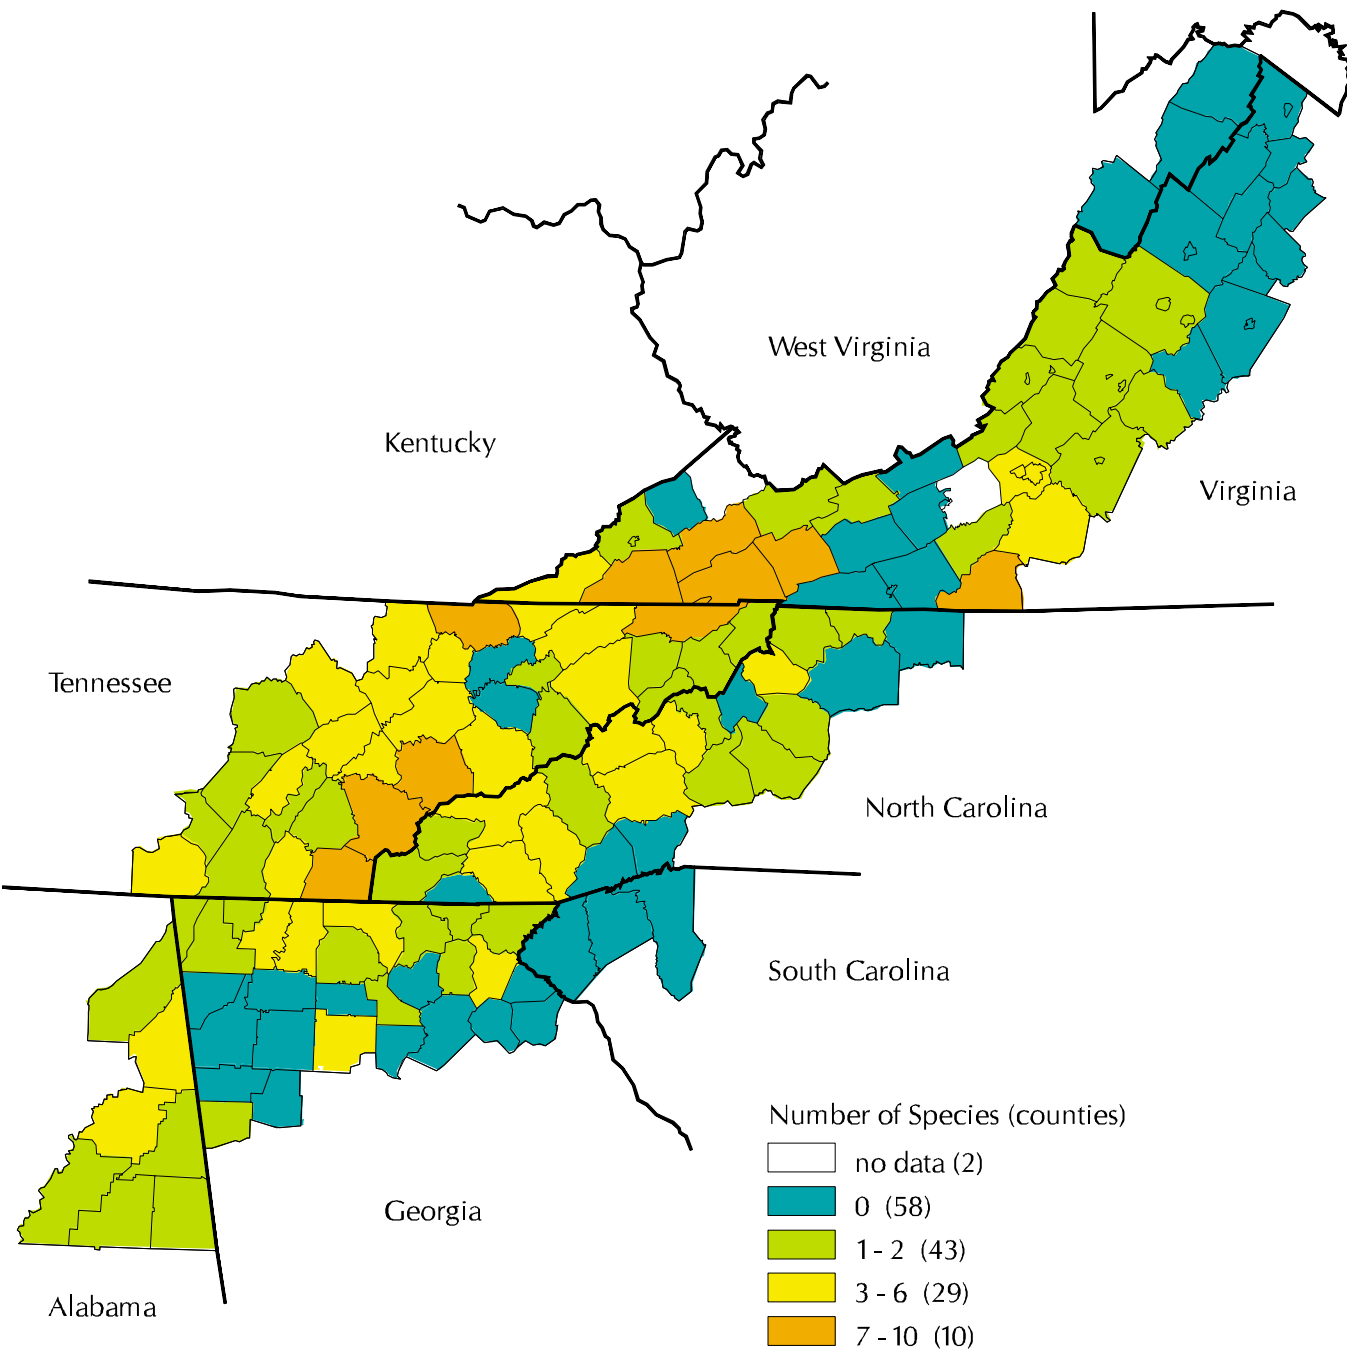 West Virginia
Kentucky
Virginia
Tennessee
North Carolina
South Carolina
Number of Species (counties)
no data (2)
0 (58)
1 - 2 (43)
3 - 6 (29)
7 - 10 (10)
Georgia
Alabama